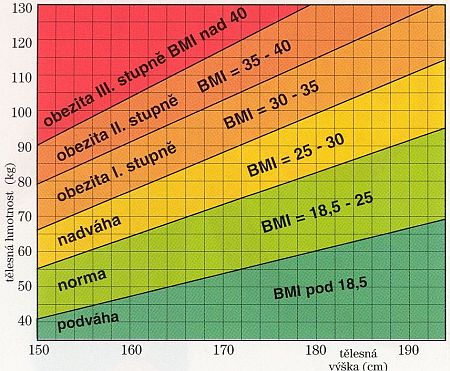 130
120
110
100
90
80
70
60
50
40
tělesná hmotnost (kg)
obezita III. stupně BMI nad 40
obezita II. stupně
BMI = 35 - 40
obezita I. stupně
BMI = 30 - 35
nadváha
BMI = 25 - 30
norma
BMI = 18,5 - 25
podváha
BMI pod 18,5
150 160 170 180 190
tělesná
výška (cm)